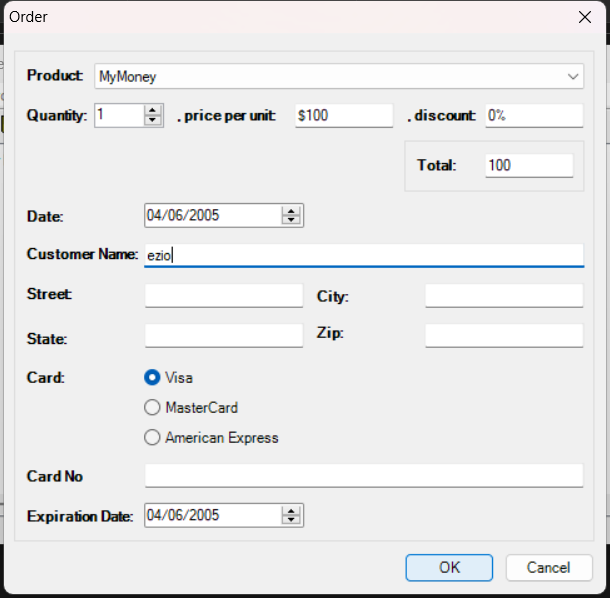 Order
Product: MyMoney
Quantity: 1 , price per unit: $100 , discount: 0%
Total: 100
Date: 04/06/2005
Customer Name: ezio
Street: City:
State: Zip:
Card: Visa
MasterCard
American Express
Card No
Expiration Date: 04/06/2005
OK Cancel